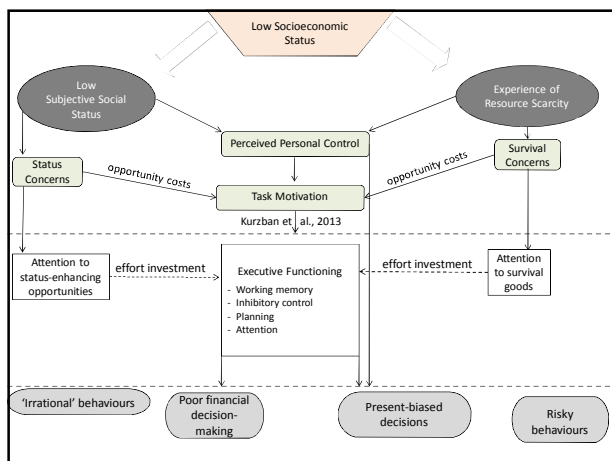 Low Socioeconomic
Status
Low
Subjective Social
Status
Experience of
Resource Scarcity
Perceived Personal Control
Status
Concerns
opportunity costs
opportunity costs
Survival
Concerns
Task Motivation
Kurzban et al., 2013
Attention to
status-enhancing
opportunities
effort investment
Executive Functioning
- Working memory
- Inhibitory control
- Planning
- Attention
effort investment
Attention
to survival
goods
‘Irrational’ behaviours
Poor financial
decision-
making
Present-biased
decisions
Risky
behaviours